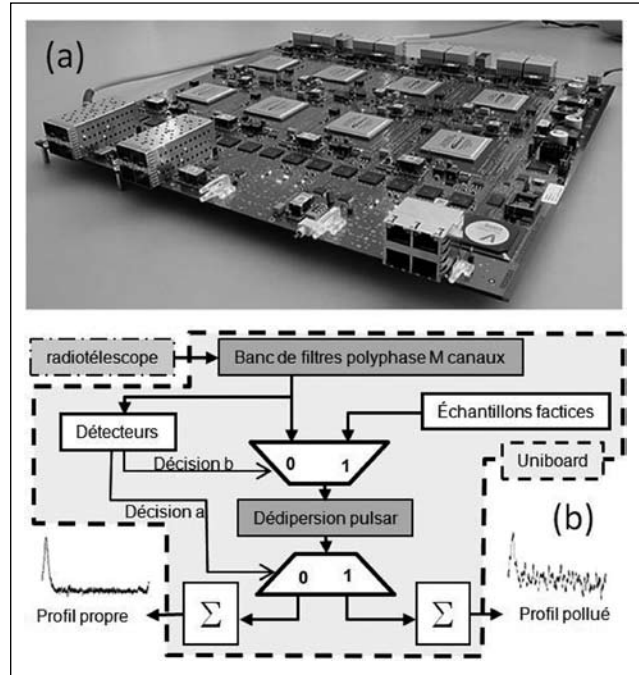 (a)
radiotélescope
Banc de filtres polyphase M canaux
Échantillons factices
Détecteurs
0 1
Décision b
Uniboard
Dédipersion pulsar
(b)
Décision a
0 1
Σ
Σ
Profil propre
Profil pollué